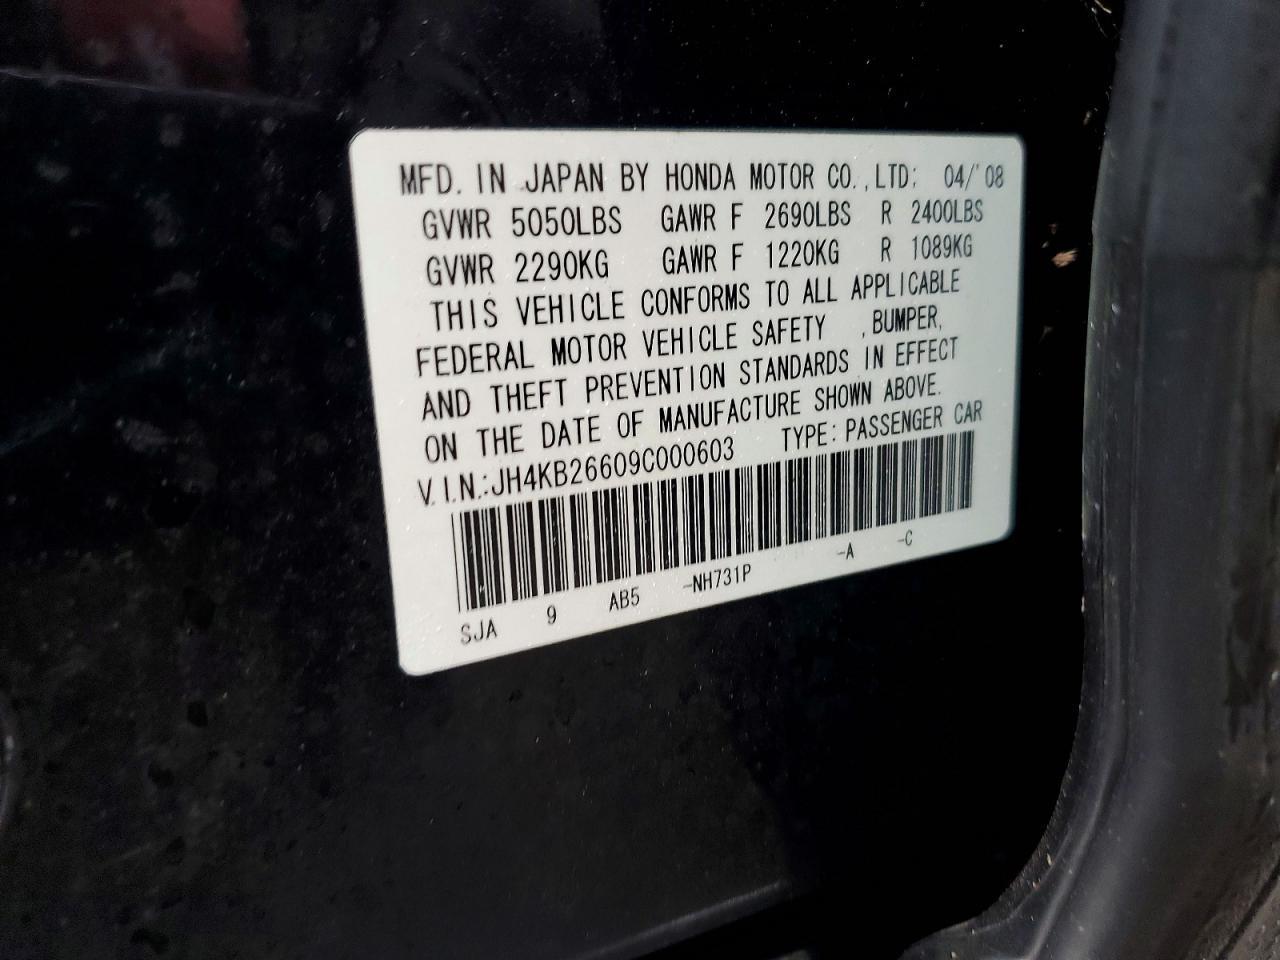 MFD. IN JAPAN BY HONDA MOTOR CO.,LTD: 04/'08
GVWR 5050LBS GAWR F 2690LBS R 2400LBS
GVWR 2290KG GAWR F 1220KG R 1089KG
THIS VEHICLE CONFORMS TO ALL APPLICABLE
FEDERAL MOTOR VEHICLE SAFETY ,BUMPER,
AND THEFT PREVENTION STANDARDS IN EFFECT
ON THE DATE OF MANUFACTURE SHOWN ABOVE.
V.I.N.:JH4KB26609C000603 TYPE:PASSENGER CAR
SJA 9 AB5 -NH731P -A -C